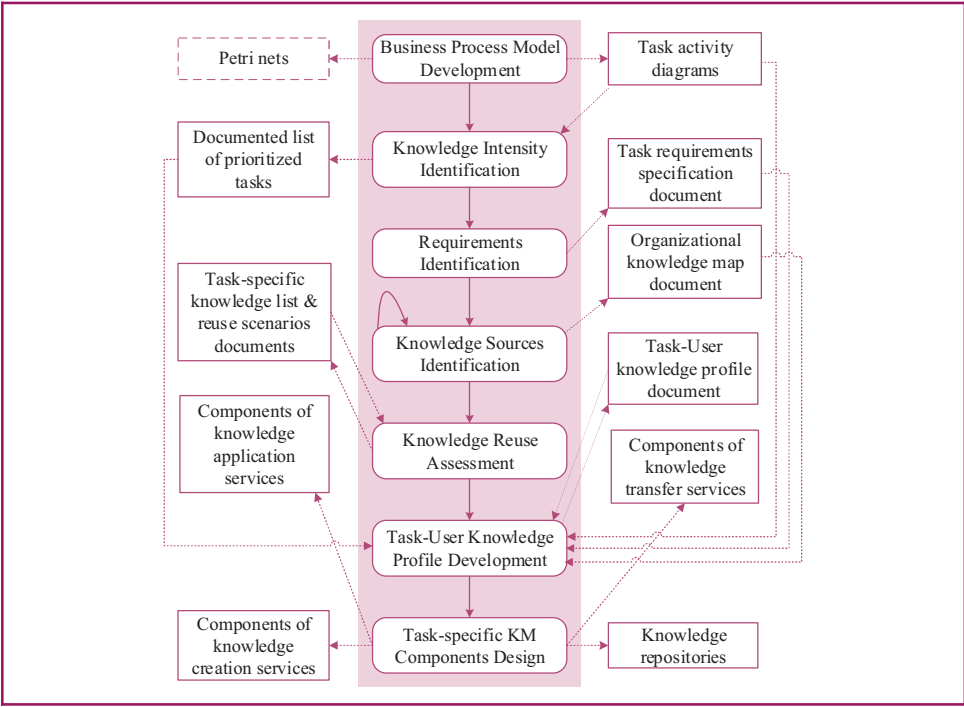 Petri nets
Business Process Model
Development
Task activity
diagrams
Documented list
of prioritized
tasks
Knowledge Intensity
Identification
Task requirements
specification
document
Requirements
Identification
Organizational
knowledge map
document
Task-specific
knowledge list &
reuse scenarios
documents
Knowledge Sources
Identification
Task-User
knowledge profile
document
Components of
knowledge
application
services
Knowledge Reuse
Assessment
Components of
knowledge
transfer services
Task-User Knowledge
Profile Development
Components of
knowledge
creation services
Task-specific KM
Components Design
Knowledge
repositories